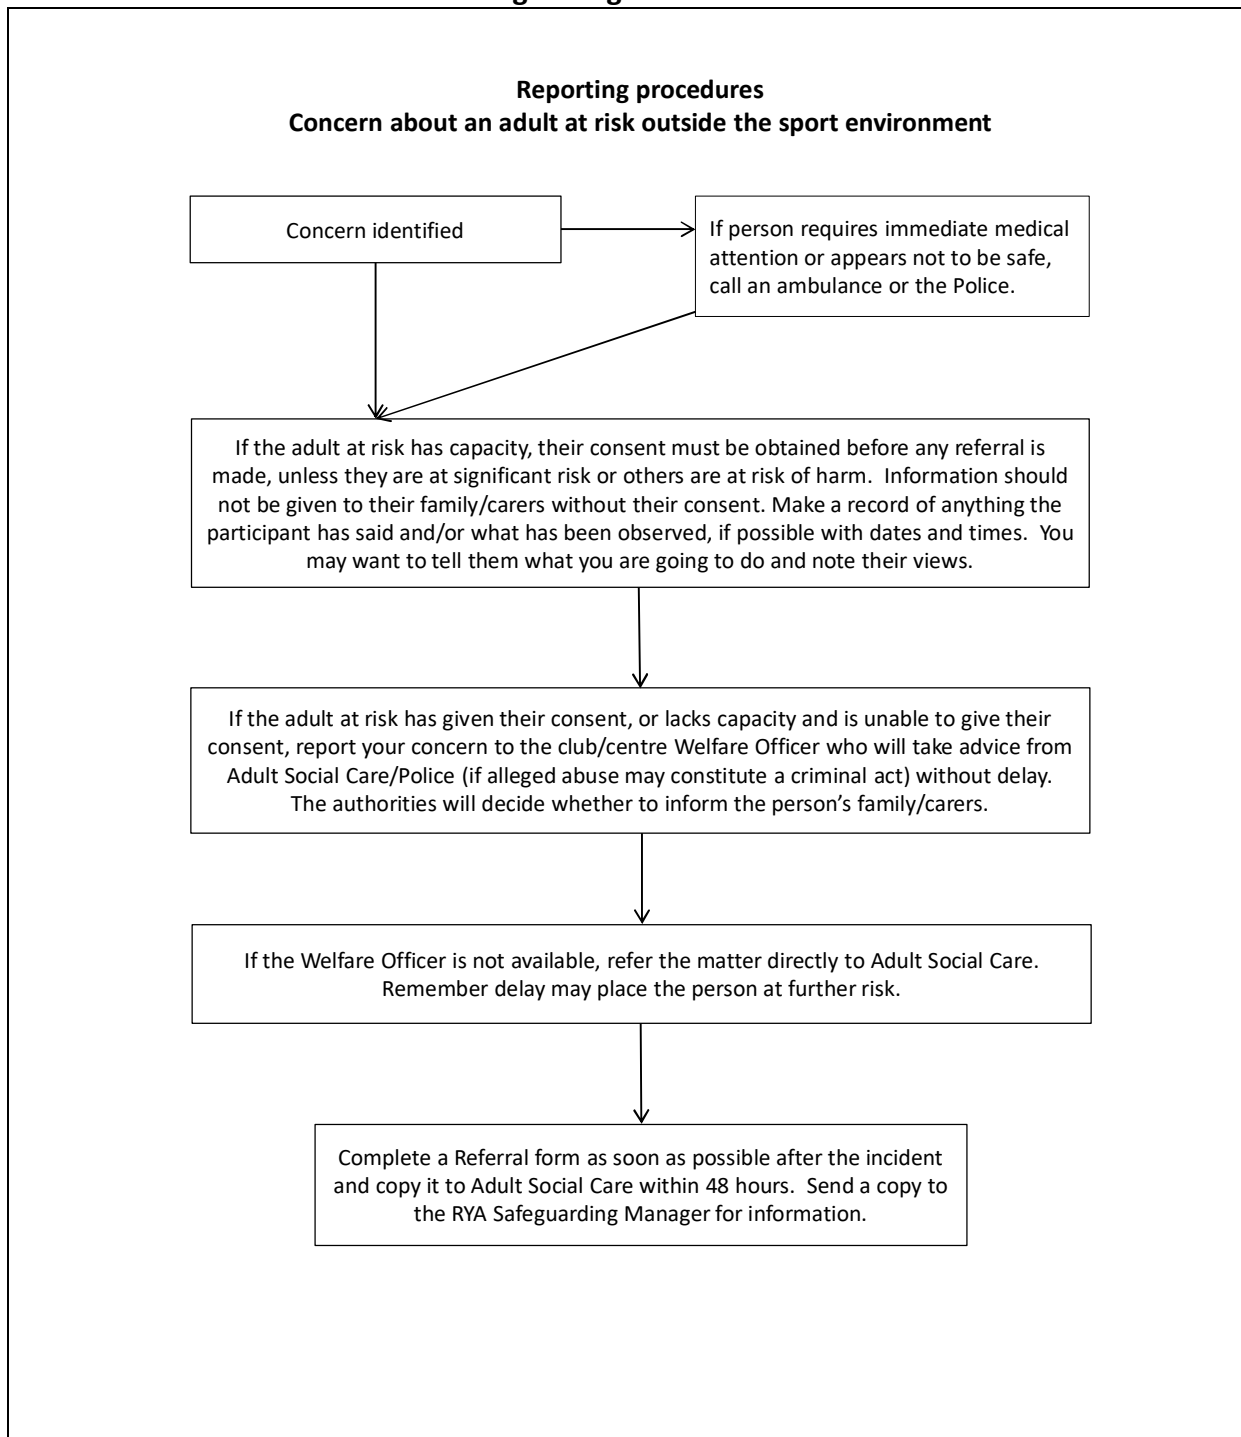 Reporting procedures
Concern about an adult at risk outside the sport environment
Concern identified
If person requires immediate medical
attention or appears not to be safe,
call an ambulance or the Police.
If the adult at risk has capacity, their consent must be obtained before any referral is
made, unless they are at significant risk or others are at risk of harm.  Information should
not be given to their family/carers without their consent. Make a record of anything the
participant has said and/or what has been observed, if possible with dates and times.  You
may want to tell them what you are going to do and note their views.
If the adult at risk has given their consent, or lacks capacity and is unable to give their
consent, report your concern to the club/centre Welfare Officer who will take advice from
Adult Social Care/Police (if alleged abuse may constitute a criminal act) without delay.
The authorities will decide whether to inform the person’s family/carers.
If the Welfare Officer is not available, refer the matter directly to Adult Social Care.
Remember delay may place the person at further risk.
Complete a Referral form as soon as possible after the incident
and copy it to Adult Social Care within 48 hours.  Send a copy to
the RYA Safeguarding Manager for information.